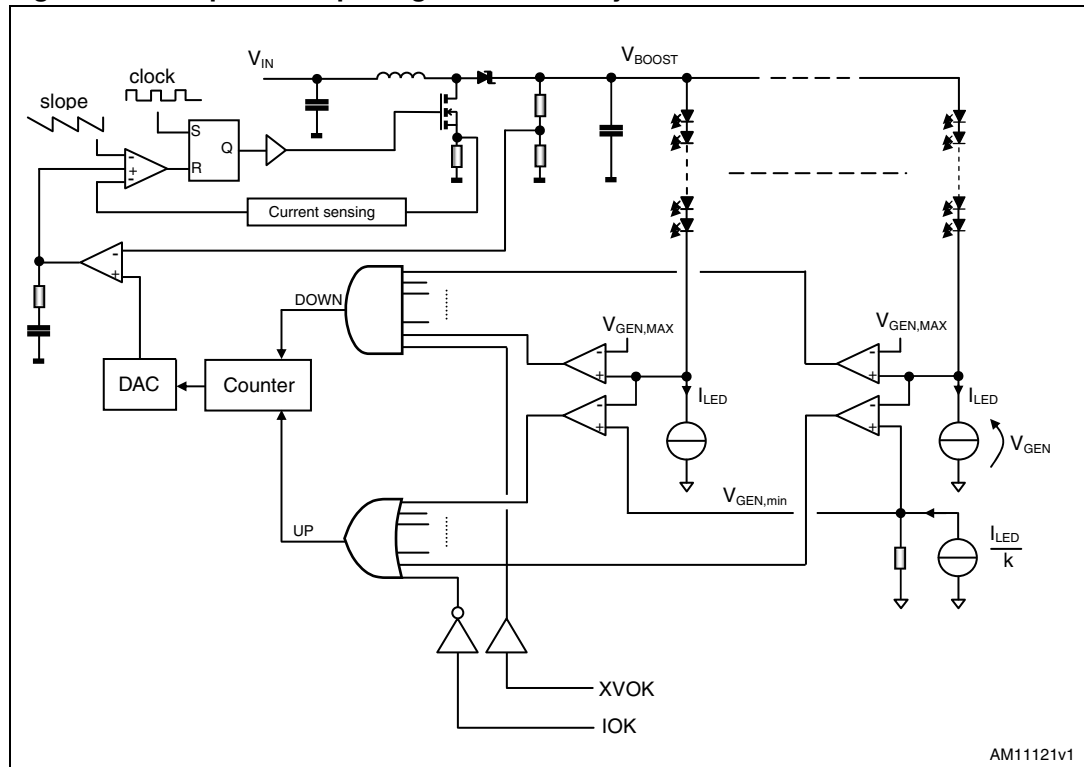 V_IN
V_BOOST
clock
slope
S
Q
R
-
+
-
Current sensing
-
+
DOWN
V_GEN,MAX
V_GEN,MAX
-
+
-
+
DAC
Counter
I_LED
I_LED
-
+
-
+
V_GEN
V_GEN,min
UP
I_LED
k
XVOK
IOK
AM11121v1